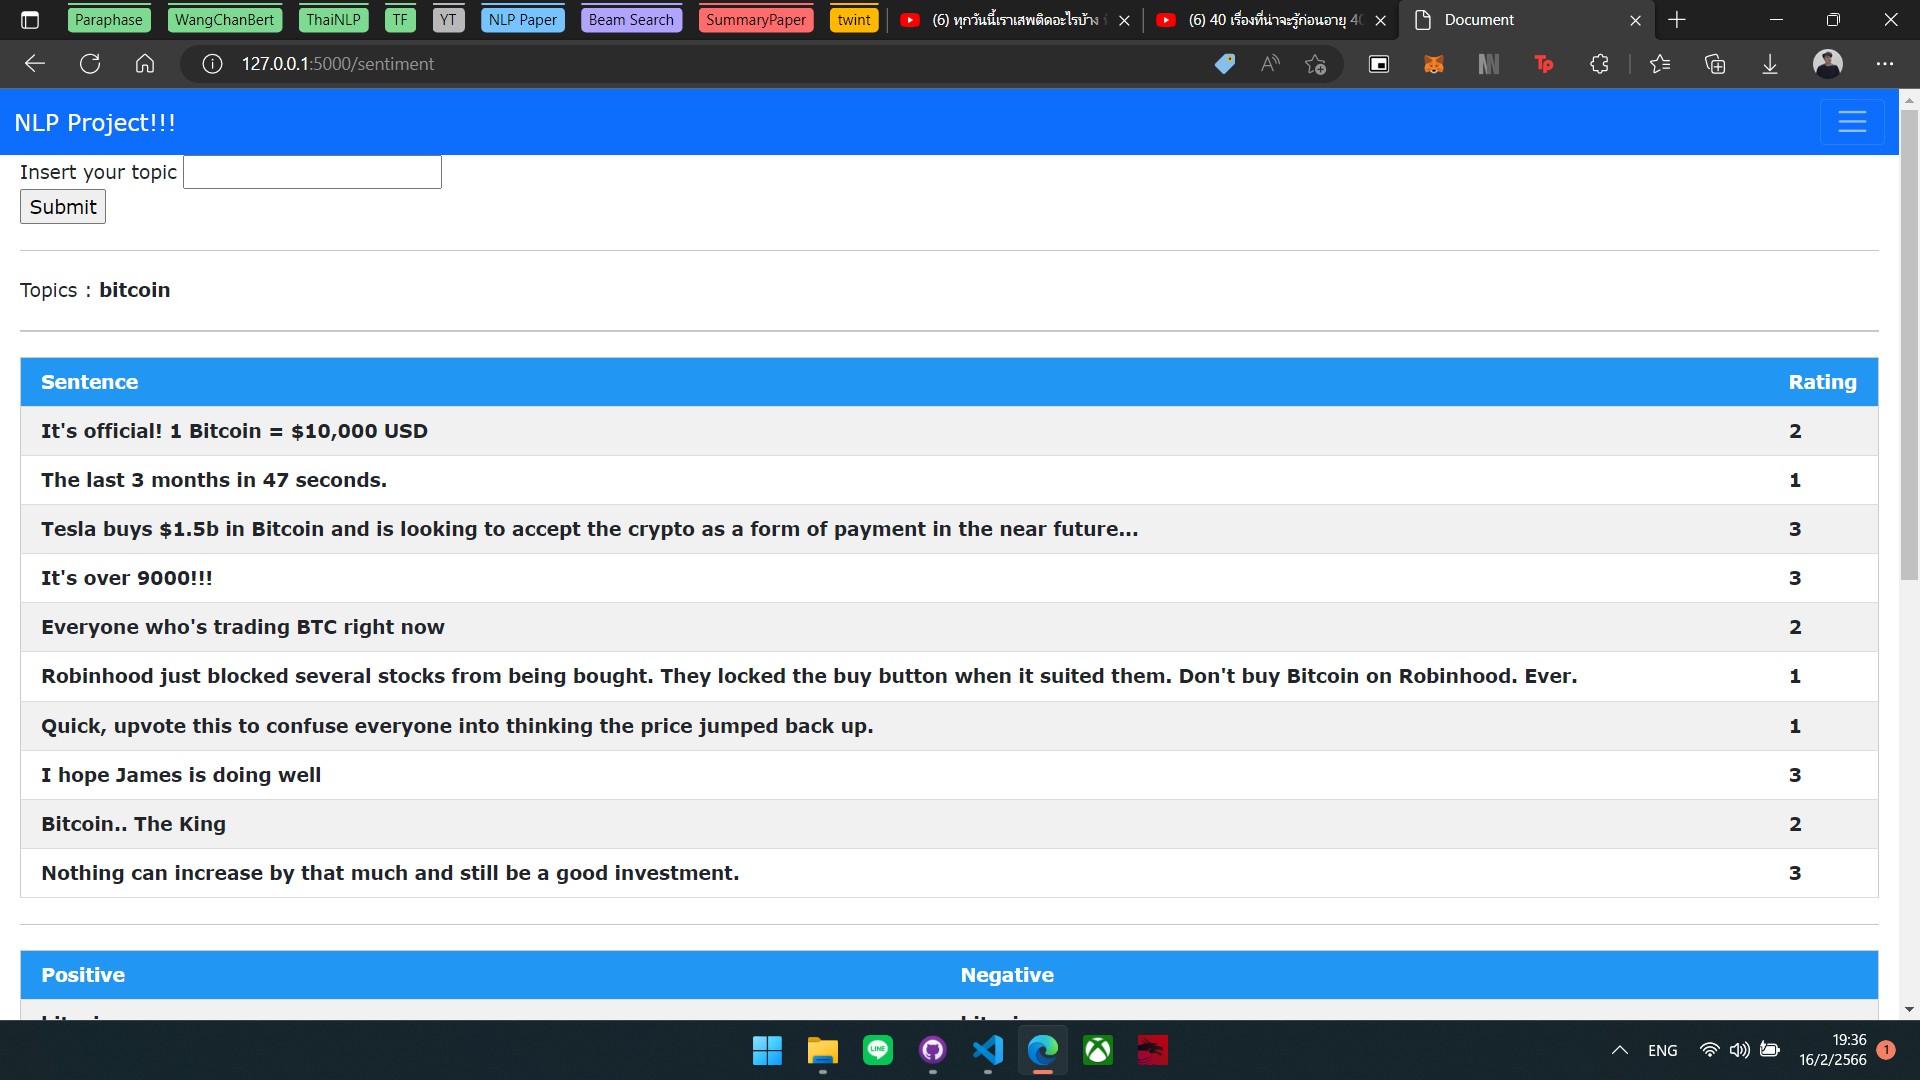 Paraphase WangChanBert ThaiNLP TF YT NLP Paper Beam Search SummaryPaper twint (6) ทุกวันนี้เราเสพติดอะไรบ้าง (6) 40 เรื่องที่น่าจะรู้ก่อนอายุ 40 Document
127.0.0.1:5000/sentiment
NLP Project!!!
Insert your topic
Submit
Topics : bitcoin
Sentence Rating
It's official! 1 Bitcoin = $10,000 USD 2
The last 3 months in 47 seconds. 1
Tesla buys $1.5b in Bitcoin and is looking to accept the crypto as a form of payment in the near future... 3
It's over 9000!!! 3
Everyone who's trading BTC right now 2
Robinhood just blocked several stocks from being bought. They locked the buy button when it suited them. Don't buy Bitcoin on Robinhood. Ever. 1
Quick, upvote this to confuse everyone into thinking the price jumped back up. 1
I hope James is doing well 3
Bitcoin.. The King 2
Nothing can increase by that much and still be a good investment. 3
Positive Negative
LINE
ENG
19:36
16/2/2566
1